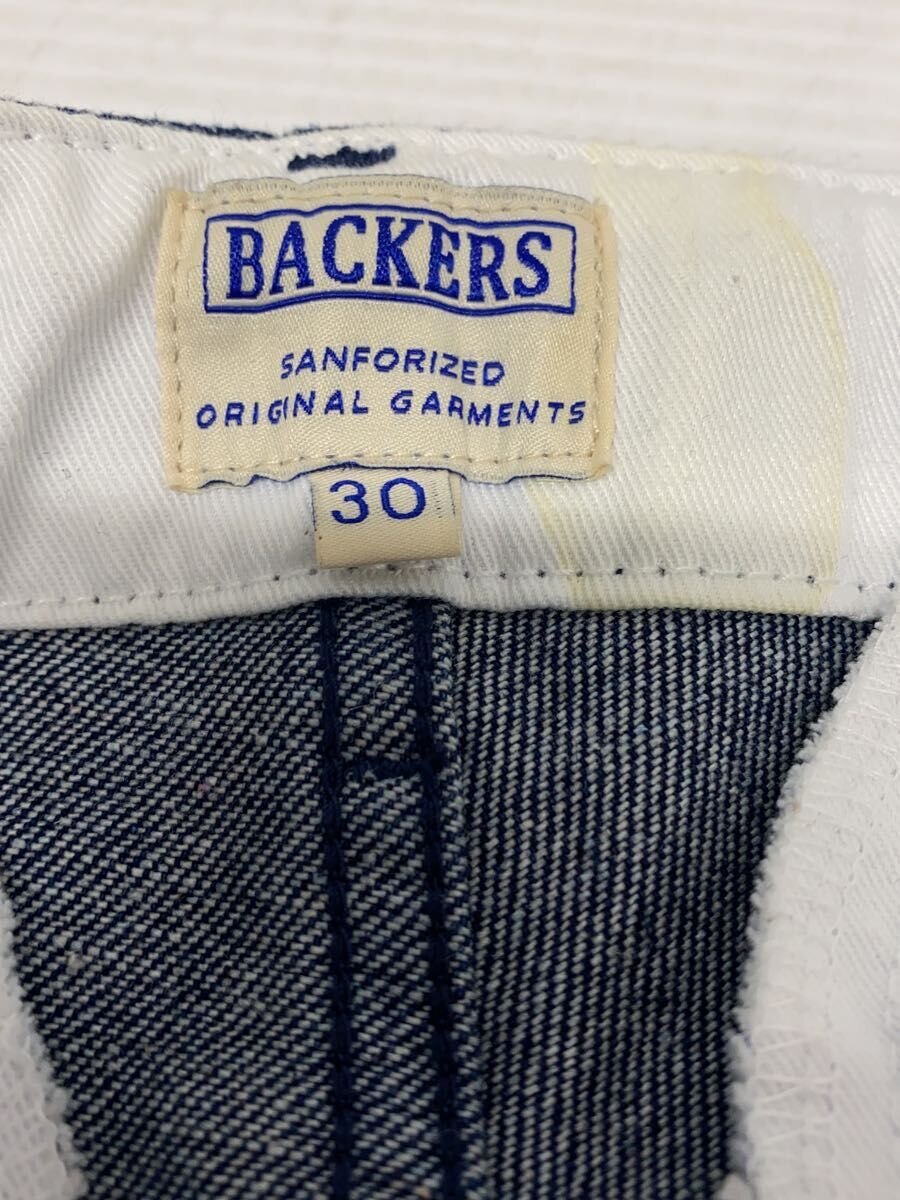 BACKERS
SANFORIZED
ORIGINAL GARMENTS
30